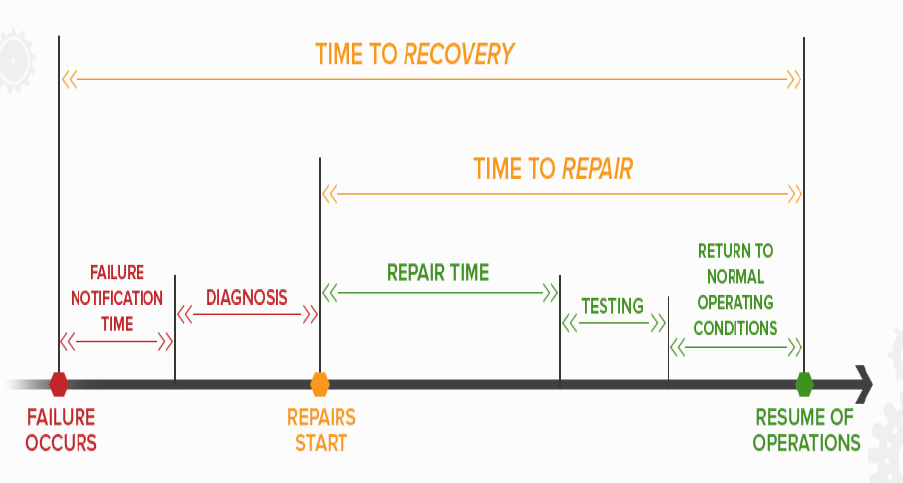 TIME TO RECOVERY
TIME TO REPAIR
FAILURE
NOTIFICATION
TIME
DIAGNOSIS
REPAIR TIME
TESTING
RETURN TO
NORMAL
OPERATING
CONDITIONS
FAILURE
OCCURS
REPAIRS
START
RESUME OF
OPERATIONS